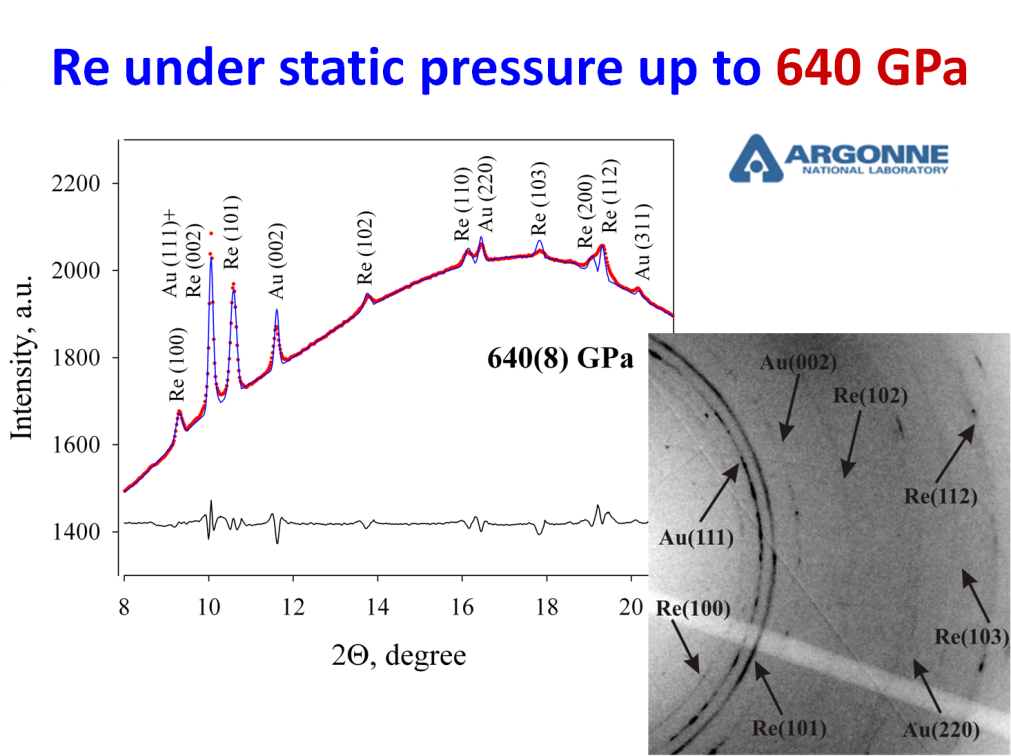 Re under static pressure up to 640 GPa
ARGONNE
NATIONAL LABORATORY
Intensity, a.u.
2200
2000
1800
1600
1400
Re (100)
Au (111)+
Re (002)
Re (101)
Au (002)
Re (102)
Re (110)
Au (220)
Re (103)
Re (200)
Re (112)
Au (311)
640(8) GPa
8 10 12 14 16 18 20
2Θ, degree
Au(002)
Re(102)
Re(112)
Au(111)
Re(100)
Re(103)
Re(101)
Au(220)